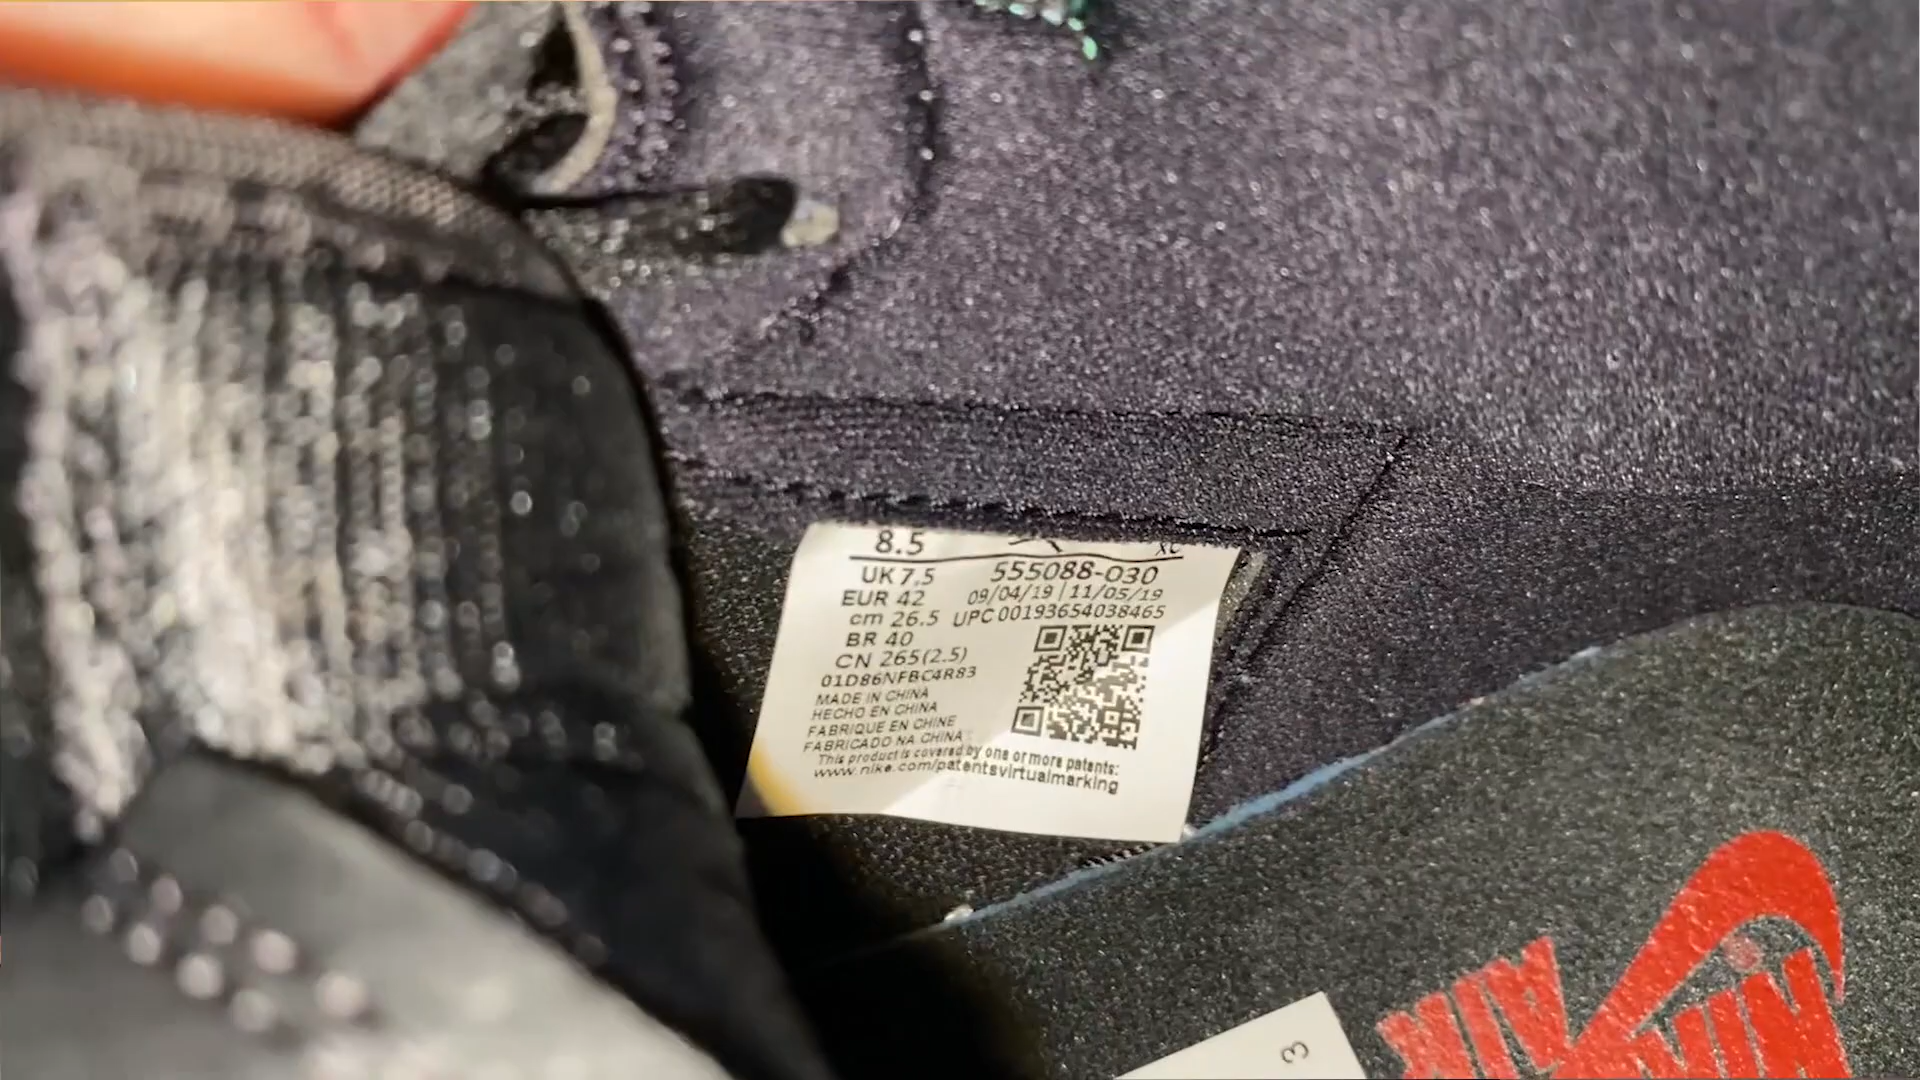 8.5 XC
UK 7.5 555088-030
EUR 42 09/04/19 | 11/05/19
cm 26.5 UPC 00193654038465
BR 40
CN 265(2.5)
01D86NFBC4R83
MADE IN CHINA
HECHO EN CHINA
FABRIQUE EN CHINE
FABRICADO NA CHINA
This product is covered by one or more patents:
www.nike.com/patentsvirtualmarking
3
AIR
NIKE